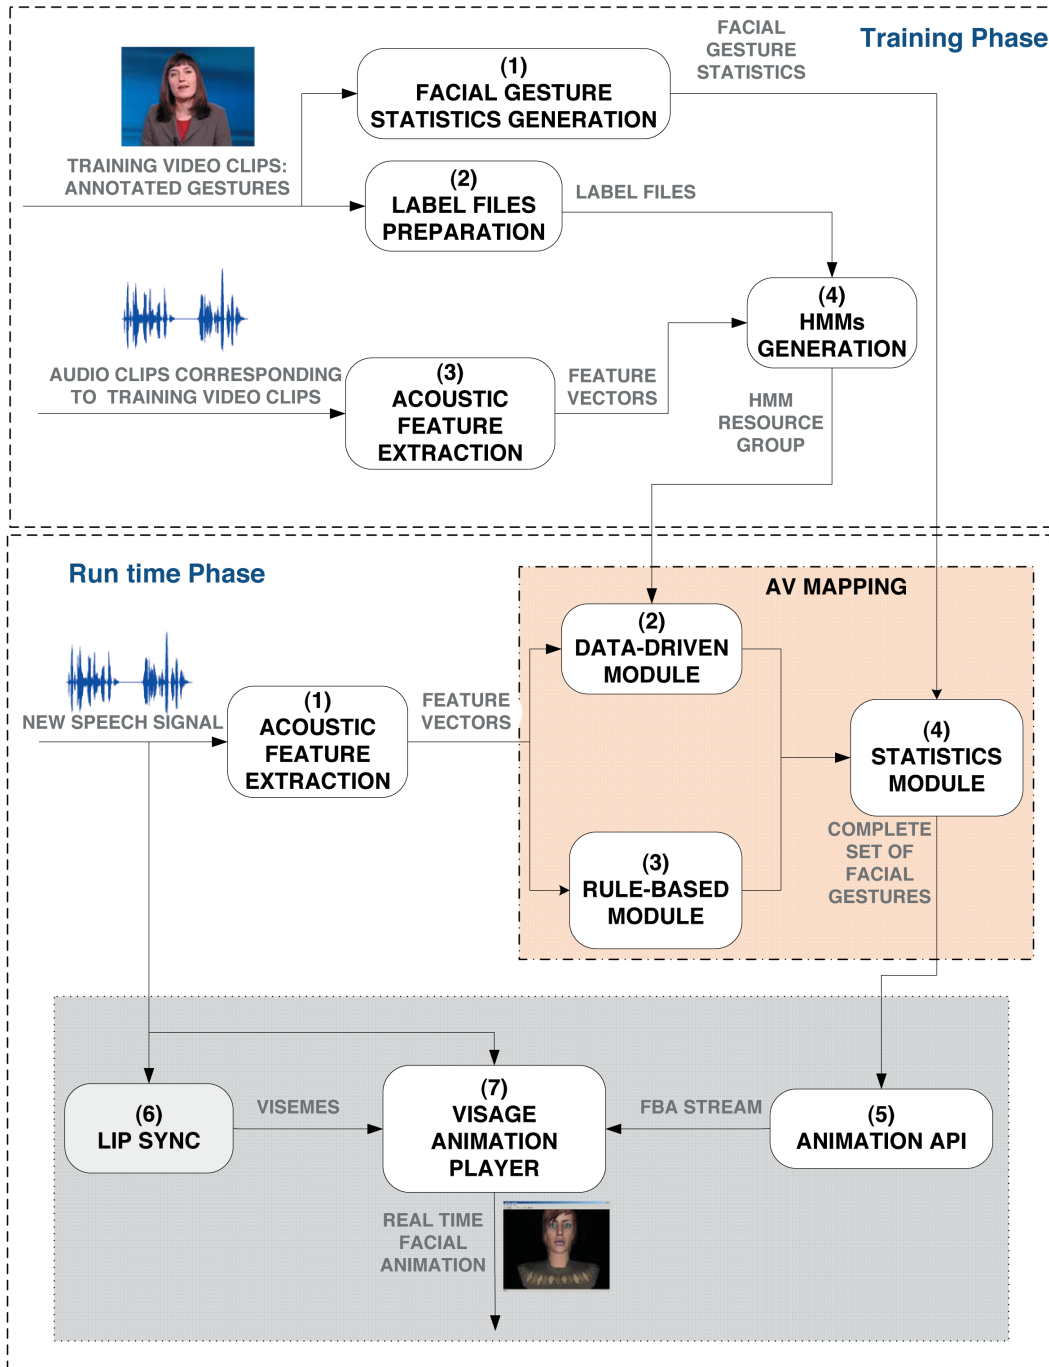 Training Phase
FACIAL
GESTURE
STATISTICS
(1)
FACIAL GESTURE
STATISTICS GENERATION
TRAINING VIDEO CLIPS:
ANNOTATED GESTURES
(2)
LABEL FILES
PREPARATION
LABEL FILES
(4)
HMMs
GENERATION
AUDIO CLIPS CORRESPONDING
TO TRAINING VIDEO CLIPS
(3)
ACOUSTIC
FEATURE
EXTRACTION
FEATURE
VECTORS
HMM
RESOURCE
GROUP
Run time Phase
AV MAPPING
(2)
DATA-DRIVEN
MODULE
NEW SPEECH SIGNAL
(1)
ACOUSTIC
FEATURE
EXTRACTION
FEATURE
VECTORS
(4)
STATISTICS
MODULE
(3)
RULE-BASED
MODULE
COMPLETE
SET OF
FACIAL
GESTURES
(6)
LIP SYNC
VISEMES
(7)
VISAGE
ANIMATION
PLAYER
FBA STREAM
(5)
ANIMATION API
REAL TIME
FACIAL
ANIMATION